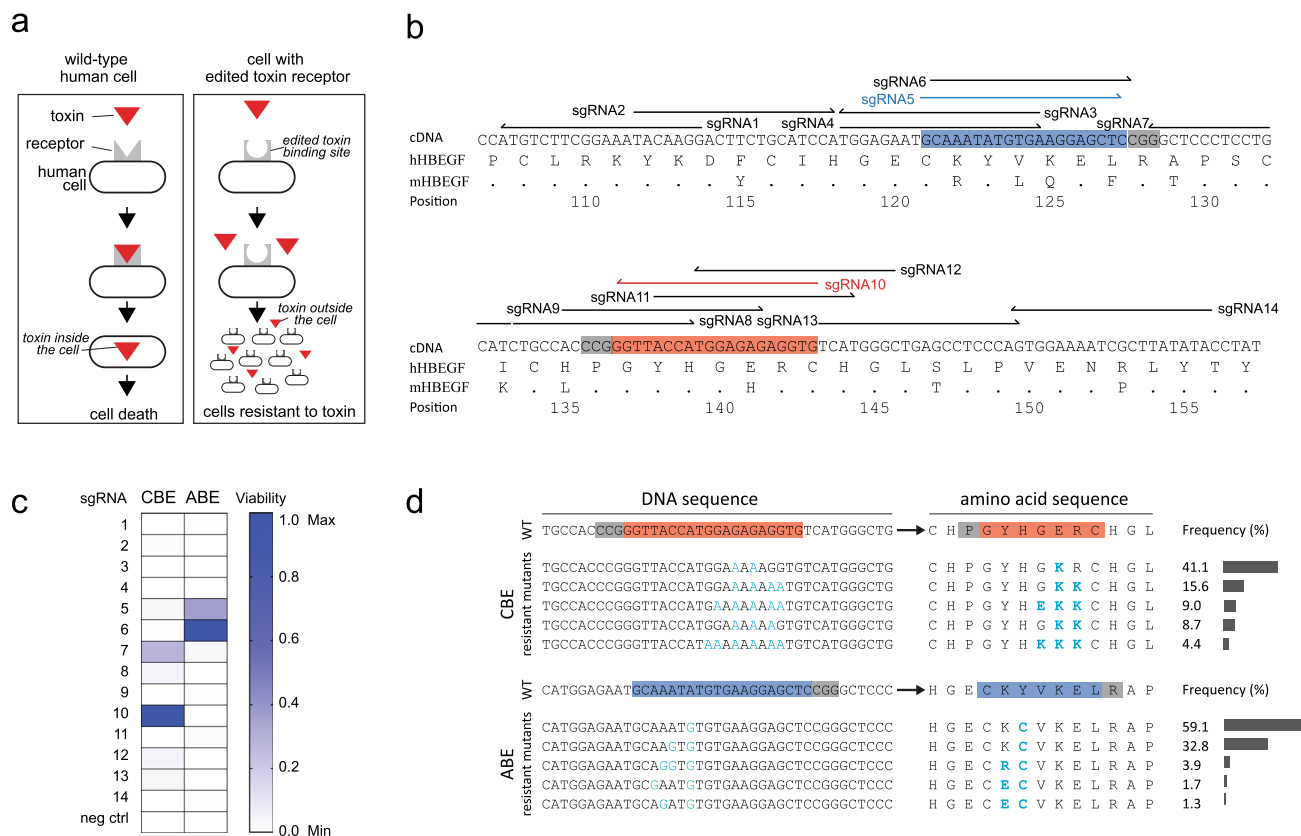 a
wild-type
human cell
cell with
edited toxin receptor
toxin
receptor
human
cell
edited toxin
binding site
toxin inside
the cell
toxin outside
the cell
cell death
cells resistant to toxin
b
sgRNA6
sgRNA5
sgRNA2 sgRNA3
sgRNA1 sgRNA4 sgRNA7
cDNA CCATGTCTTCGGAAATACAAGGACTTCTGCATCCATGGAGAATGCAAATATGTGAAGGAGCTCCGGGCTCCCTCCTG
hHBEGF P C L R K Y K D F C I H G E C K Y V K E L R A P S C
mHBEGF . . . . . . . . Y . . . . . . R . L Q . F . T . . .
Position 110 115 120 125 130
sgRNA12
sgRNA10
sgRNA11
sgRNA9 sgRNA8 sgRNA13 sgRNA14
cDNA CATCTGCCACCCGGGTTACCATGGAGAGAGGTGTCATGGGCTGAGCCTCCCAGTGGAAAATCGCTTATATACCTAT
hHBEGF I C H P G Y H G E R C H G L S L P V E N R L Y T Y
mHBEGF K . L . . . . . H . . . . . T . . . . . P . . . .
Position 135 140 145 150 155
c
sgRNA CBE ABE Viability
1
2
3
4
5
6
7
8
9
10
11
12
13
14
neg ctrl
1.0 Max
0.8
0.6
0.4
0.2
0.0 Min
d
DNA sequence amino acid sequence
WT TGCCACCCGGGTTACCATGGAGAGAGGTGTCATGGGCTG C H P G Y H G E R C H G L Frequency (%)
CBE
resistant mutants
TGCCACCCGGGTTACCATGGAAAAAGGTGTCATGGGCTG C H P G Y H G K R C H G L 41.1
TGCCACCCGGGTTACCATGGAAAAAAATGTCATGGGCTG C H P G Y H G K K C H G L 15.6
TGCCACCCGGGTTACCATGAAAAAAAATGTCATGGGCTG C H P G Y H E K K C H G L 9.0
TGCCACCCGGGTTACCATGGAAAAAAGTGTCATGGGCTG C H P G Y H G K K C H G L 8.7
TGCCACCCGGGTTACCATAAAAAAAAATGTCATGGGCTG C H P G Y H K K K C H G L 4.4
WT CATGGAGAATGCAAATATGTGAAGGAGCTCCGGGCTCCC H G E C K Y V K E L R A P Frequency (%)
ABE
resistant mutants
CATGGAGAATGCAAATGTGTGAAGGAGCTCCGGGCTCCC H G E C K C V K E L R A P 59.1
CATGGAGAATGCAAGTGTGTGAAGGAGCTCCGGGCTCCC H G E C K C V K E L R A P 32.8
CATGGAGAATGCAGGTGTGTGAAGGAGCTCCGGGCTCCC H G E C R C V K E L R A P 3.9
CATGGAGAATGCGAATGTGTGAAGGAGCTCCGGGCTCCC H G E C E C V K E L R A P 1.7
CATGGAGAATGCAGATGTGTGAAGGAGCTCCGGGCTCCC H G E C E C V K E L R A P 1.3